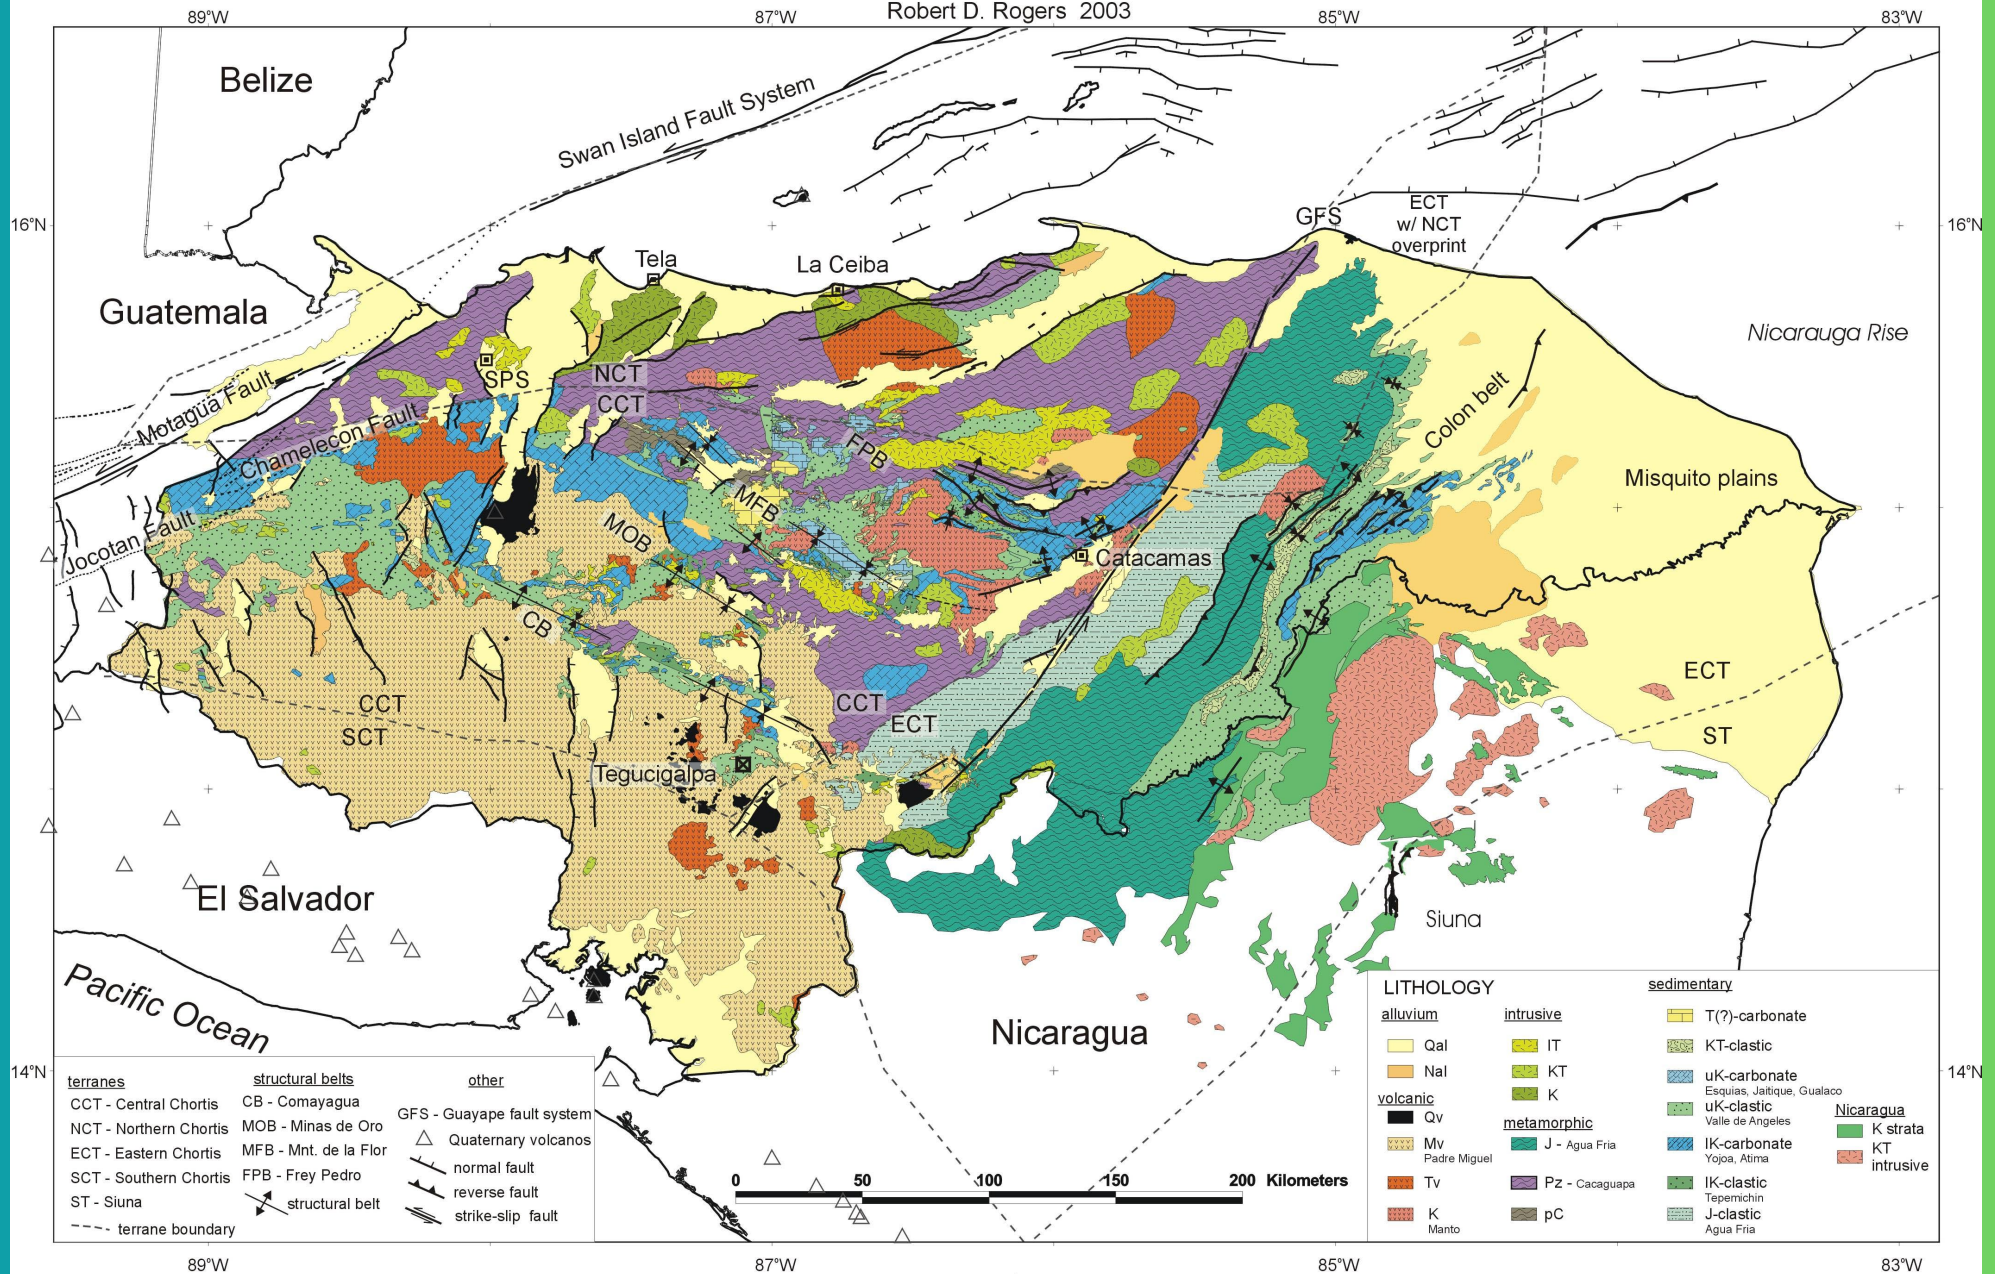 Robert D. Rogers 2003
89°W
87°W
85°W
83°W
Belize
Swan Island Fault System
16°N
16°N
GFS
ECT
w/ NCT
overprint
Tela
La Ceiba
Guatemala
Nicarauga Rise
SPS
NCT
CCT
Motagua Fault
Chamelecon Fault
Colon belt
FPB
Misquito plains
MFB
MOB
Jocotan Fault
Catacamas
CB
CCT
SCT
CCT
ECT
ECT
ST
Tegucigalpa
El Salvador
Siuna
Pacific Ocean
Nicaragua
14°N
14°N
terranes
CCT - Central Chortis
NCT - Northern Chortis
ECT - Eastern Chortis
SCT - Southern Chortis
ST - Siuna
terrane boundary
structural belts
CB - Comayagua
MOB - Minas de Oro
MFB - Mnt. de la Flor
FPB - Frey Pedro
structural belt
other
GFS - Guayape fault system
Quaternary volcanos
normal fault
reverse fault
strike-slip fault
0 50 100 150 200 Kilometers
LITHOLOGY
alluvium
Qal
Nal
volcanic
Qv
Mv
Padre Miguel
Tv
K
Manto
intrusive
IT
KT
K
metamorphic
J - Agua Fria
Pz - Cacaguapa
pC
sedimentary
T(?)-carbonate
KT-clastic
uK-carbonate
Esquias, Jaitique, Gualaco
uK-clastic
Valle de Angeles
lK-carbonate
Yojoa, Atima
lK-clastic
Tepemichin
J-clastic
Agua Fria
Nicaragua
K strata
KT
intrusive
89°W
87°W
85°W
83°W